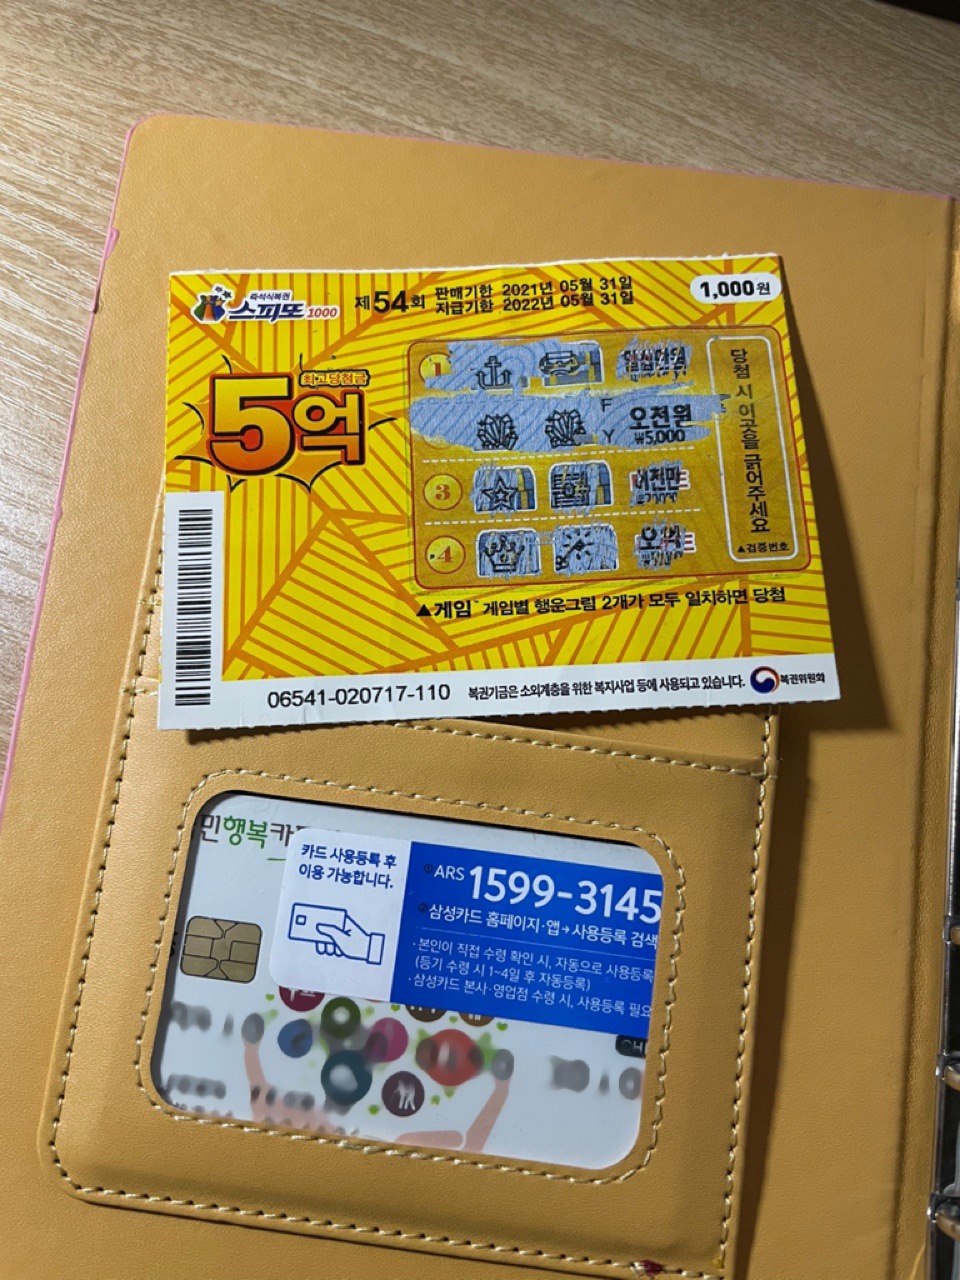 즉석식복권
스피또 1000
제54회
판매기한 2021년 05월 31일
지급기한 2022년 05월 31일
1,000원
최고당첨금
5억
1
F
Y
오천원
₩5,000
3
4
당첨 시 이곳을 긁어주세요
▲검증번호
▲게임 게임별 행운그림 2개가 모두 일치하면 당첨
06541-020717-110
복권기금은 소외계층을 위한 복지사업 등에 사용되고 있습니다.
복권위원회
민행복카
카드 사용등록 후
이용 가능합니다.
①ARS 1599-3145
②삼성카드 홈페이지·앱→사용등록 검색
·본인이 직접 수령 확인 시, 자동으로 사용등록
(등기 수령 시 1~4일 후 자동등록)
·삼성카드 본사·영업점 수령 시, 사용등록 필요